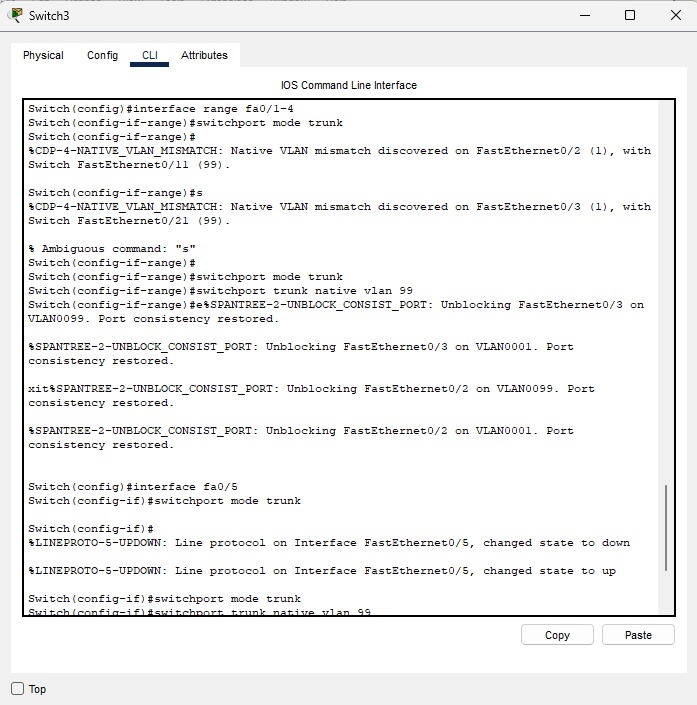 Switch3
Physical Config CLI Attributes
IOS Command Line Interface
Switch(config)#interface range fa0/1-4
Switch(config-if-range)#switchport mode trunk
Switch(config-if-range)#
%CDP-4-NATIVE_VLAN_MISMATCH: Native VLAN mismatch discovered on FastEthernet0/2 (1), with
Switch FastEthernet0/11 (99).
Switch(config-if-range)#s
%CDP-4-NATIVE_VLAN_MISMATCH: Native VLAN mismatch discovered on FastEthernet0/3 (1), with
Switch FastEthernet0/21 (99).
% Ambiguous command: "s"
Switch(config-if-range)#
Switch(config-if-range)#switchport mode trunk
Switch(config-if-range)#switchport trunk native vlan 99
Switch(config-if-range)#e%SPANTREE-2-UNBLOCK_CONSIST_PORT: Unblocking FastEthernet0/3 on
VLAN0099. Port consistency restored.
%SPANTREE-2-UNBLOCK_CONSIST_PORT: Unblocking FastEthernet0/3 on VLAN0001. Port
consistency restored.
xit%SPANTREE-2-UNBLOCK_CONSIST_PORT: Unblocking FastEthernet0/2 on VLAN0099. Port
consistency restored.
%SPANTREE-2-UNBLOCK_CONSIST_PORT: Unblocking FastEthernet0/2 on VLAN0001. Port
consistency restored.
Switch(config)#interface fa0/5
Switch(config-if)#switchport mode trunk
Switch(config-if)#
%LINEPROTO-5-UPDOWN: Line protocol on Interface FastEthernet0/5, changed state to down
%LINEPROTO-5-UPDOWN: Line protocol on Interface FastEthernet0/5, changed state to up
Switch(config-if)#switchport mode trunk
Switch(config-if)#switchport trunk native vlan 99
Copy Paste
Top